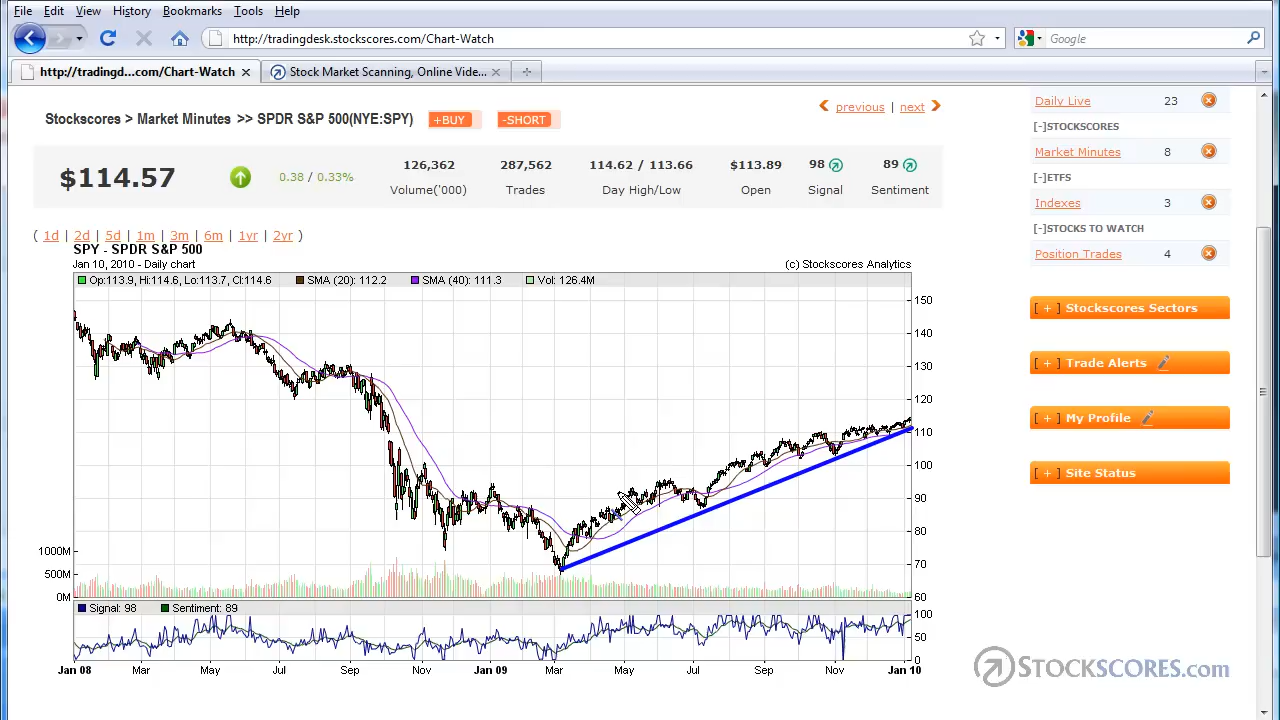 File Edit View History Bookmarks Tools Help
http://tradingdesk.stockscores.com/Chart-Watch
Google
http://tradingd...com/Chart-Watch
Stock Market Scanning, Online Vide...
Stockscores > Market Minutes >> SPDR S&P 500(NYE:SPY)
+BUY
-SHORT
previous | next
$114.57
0.38 / 0.33%
126,362
Volume('000)
287,562
Trades
114.62 / 113.66
Day High/Low
$113.89
Open
98
Signal
89
Sentiment
( 1d | 2d | 5d | 1m | 3m | 6m | 1yr | 2yr )
SPY - SPDR S&P 500
Jan 10, 2010 - Daily chart
(c) Stockscores Analytics
Op:113.9, Hi:114.6, Lo:113.7, Cl:114.6
SMA (20): 112.2
SMA (40): 111.3
Vol: 126.4M
150
140
130
120
110
100
90
80
70
60
1000M
500M
0M
Signal: 98
Sentiment: 89
100
50
0
Jan 08 Mar May Jul Sep Nov Jan 09 Mar May Jul Sep Nov Jan 10
Daily Live 23
[-]STOCKSCORES
Market Minutes 8
[-]ETFS
Indexes 3
[-]STOCKS TO WATCH
Position Trades 4
[ + ] Stockscores Sectors
[ + ] Trade Alerts
[ + ] My Profile
[ + ] Site Status
STOCKSCORES.com